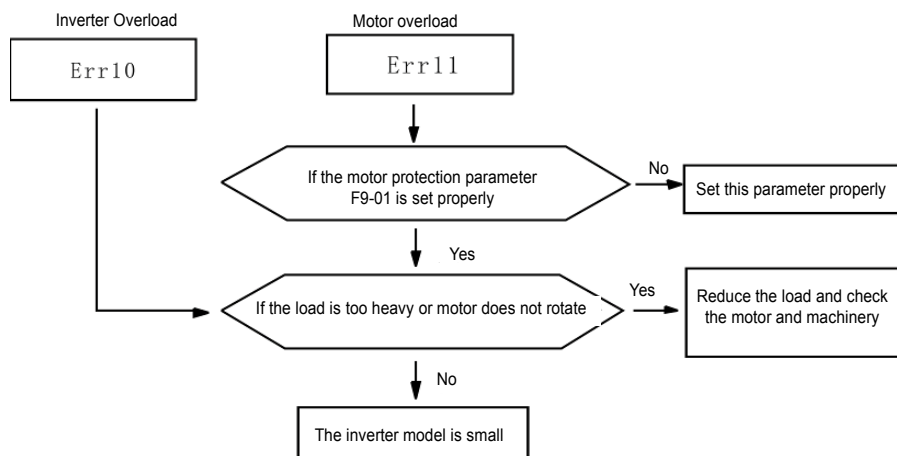 Inverter Overload
Motor overload
Err10
Err11
If the motor protection parameter
F9-01 is set properly
No
Set this parameter properly
Yes
If the load is too heavy or motor does not rotate
Yes
Reduce the load and check
the motor and machinery
No
The inverter model is small